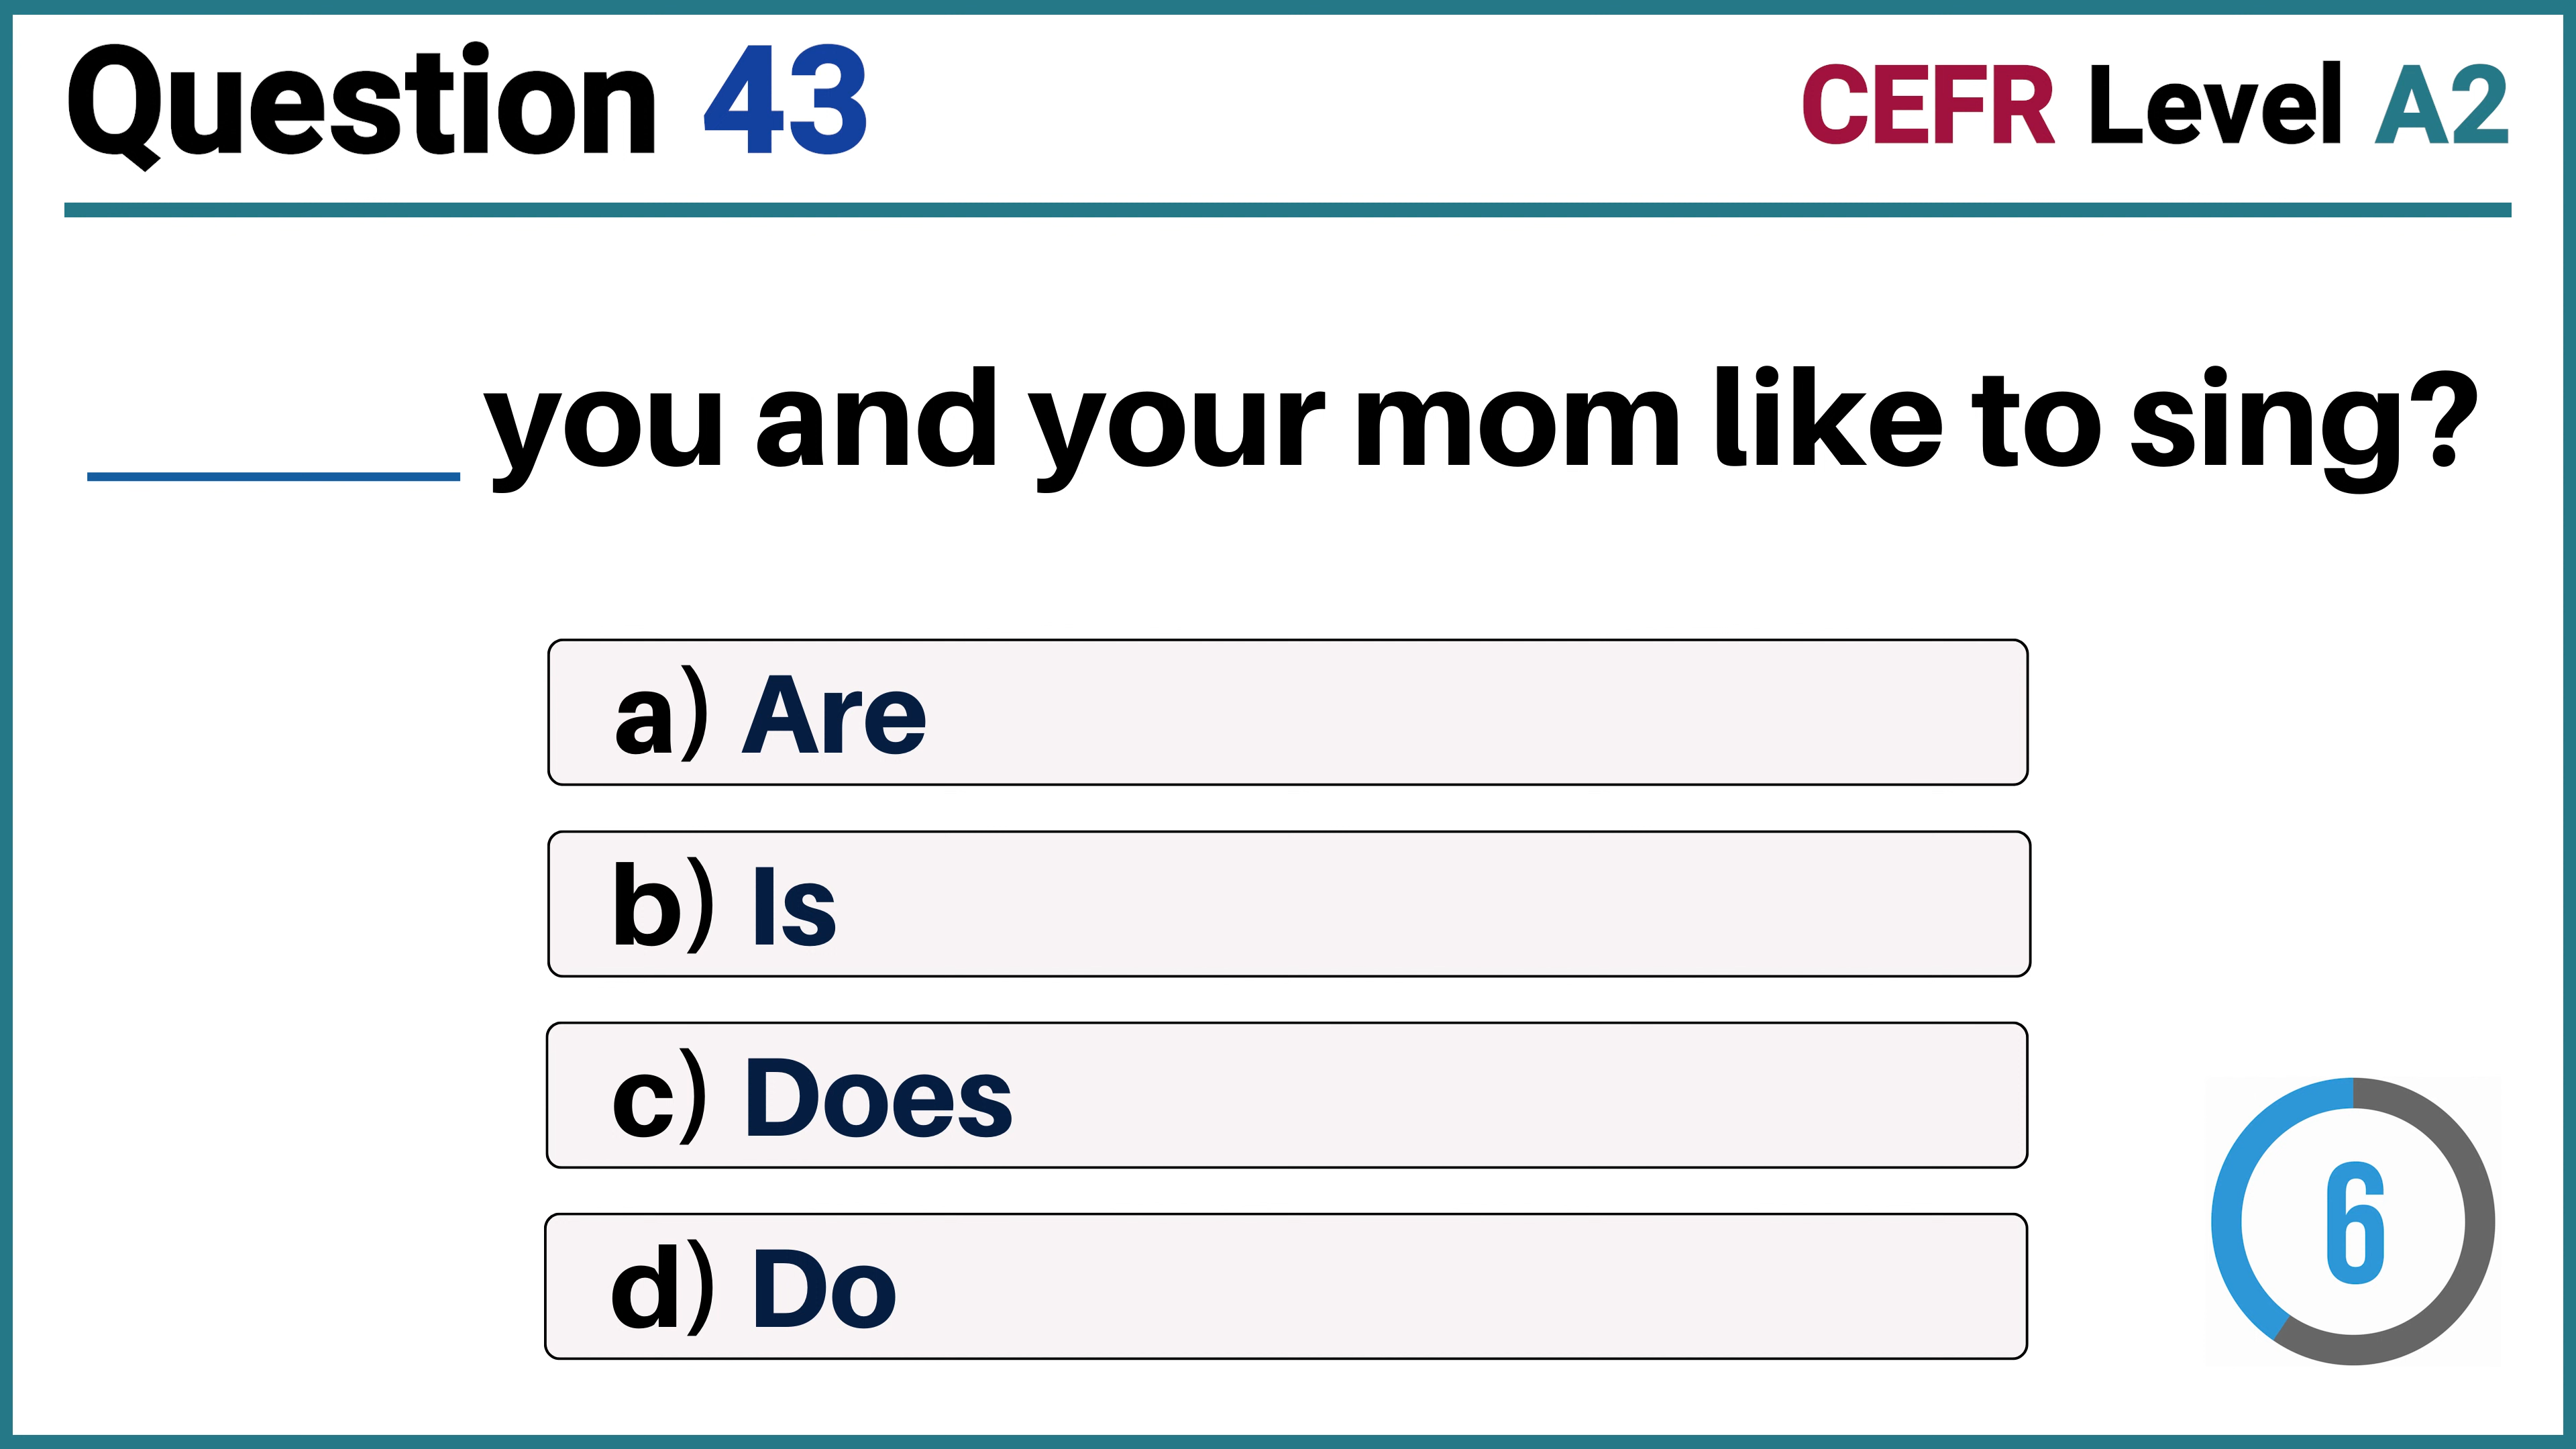 Question 43
CEFR Level A2
______ you and your mom like to sing?
a) Are
b) Is
c) Does
d) Do
6